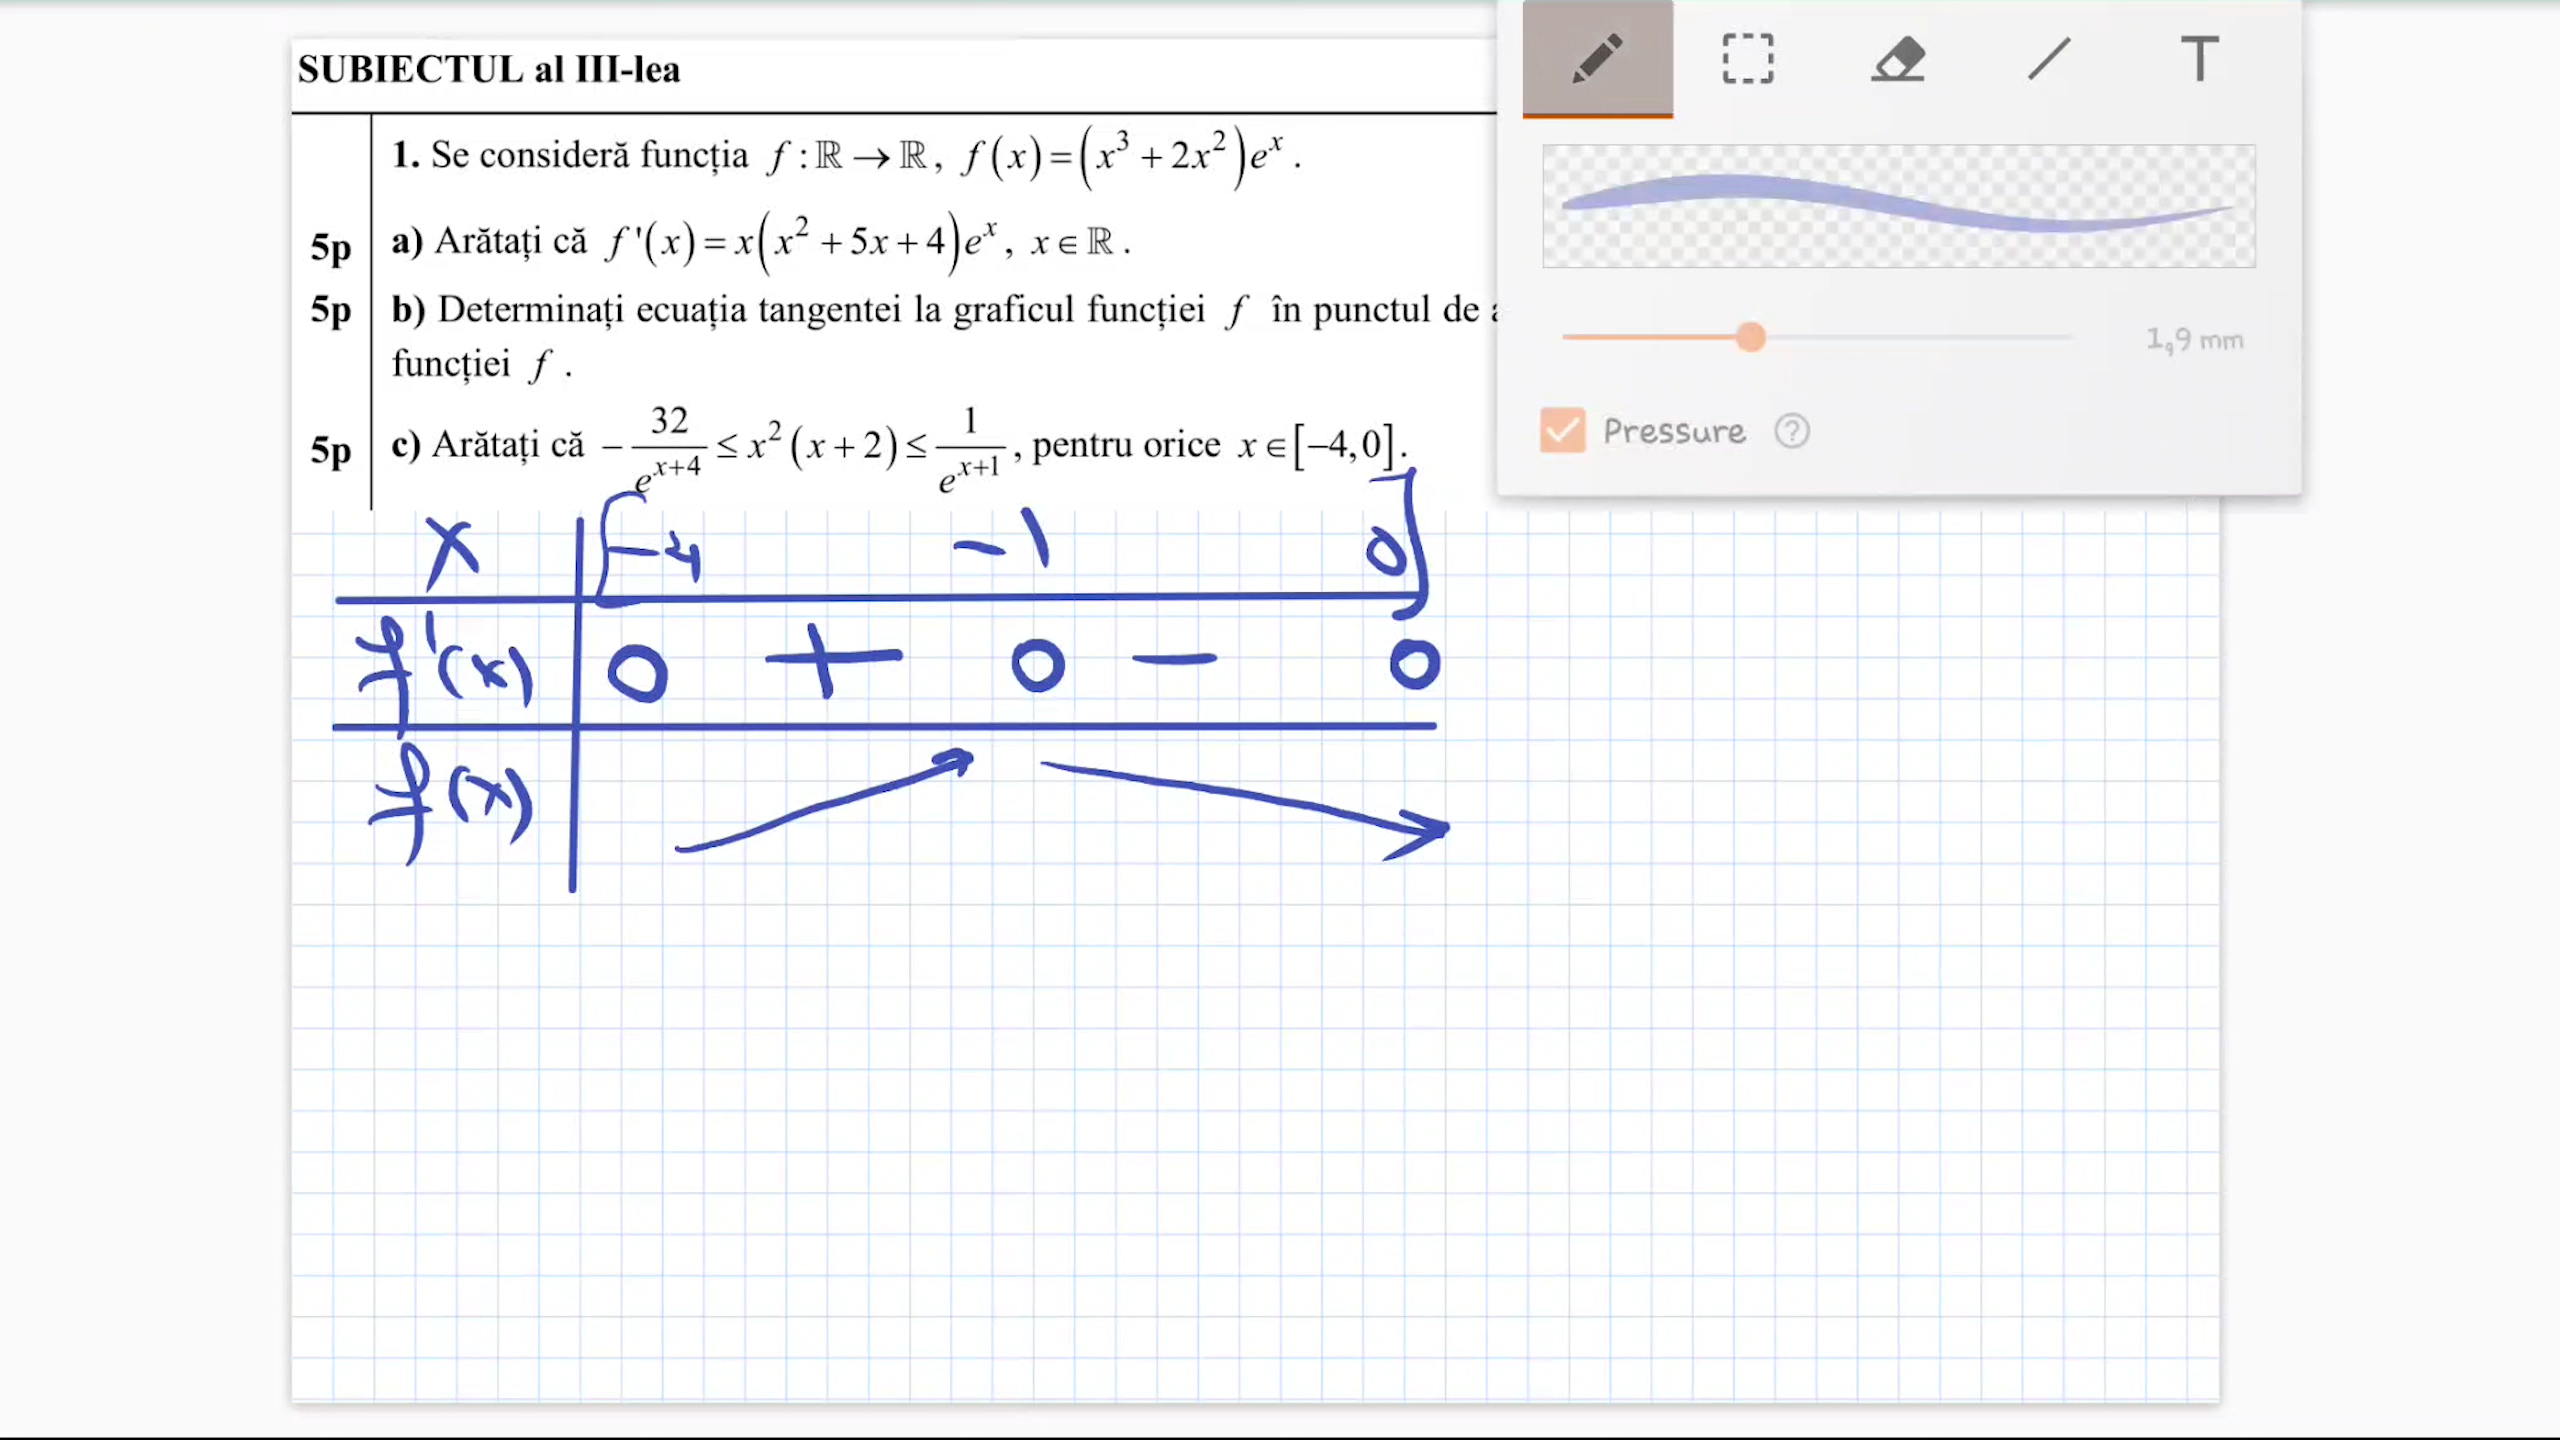 SUBIECTUL al III-lea
1. Se consideră funcția f : ℝ → ℝ, f(x) = (x³ + 2x²)eˣ.
5p a) Arătați că f'(x) = x(x² + 5x + 4)eˣ, x ∈ ℝ.
5p b) Determinați ecuația tangentei la graficul funcției f în punctul de
funcției f .
5p c) Arătați că −32/e^(x+4) ≤ x²(x + 2) ≤ 1/e^(x+1), pentru orice x ∈ [−4,0].
x [−4 −1 0]
f'(x) 0 + 0 − 0
f(x)
T
1,9 mm
Pressure ?